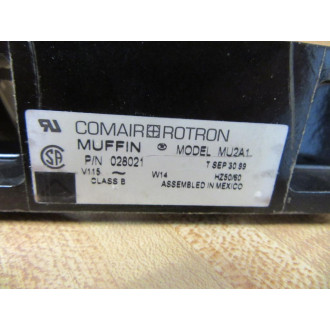 COMAIR ROTRON
MUFFIN MODEL MU2A1
P/N 028021 T SEP 30 99
V115 ~ W14 HZ50/60
CLASS B ASSEMBLED IN MEXICO